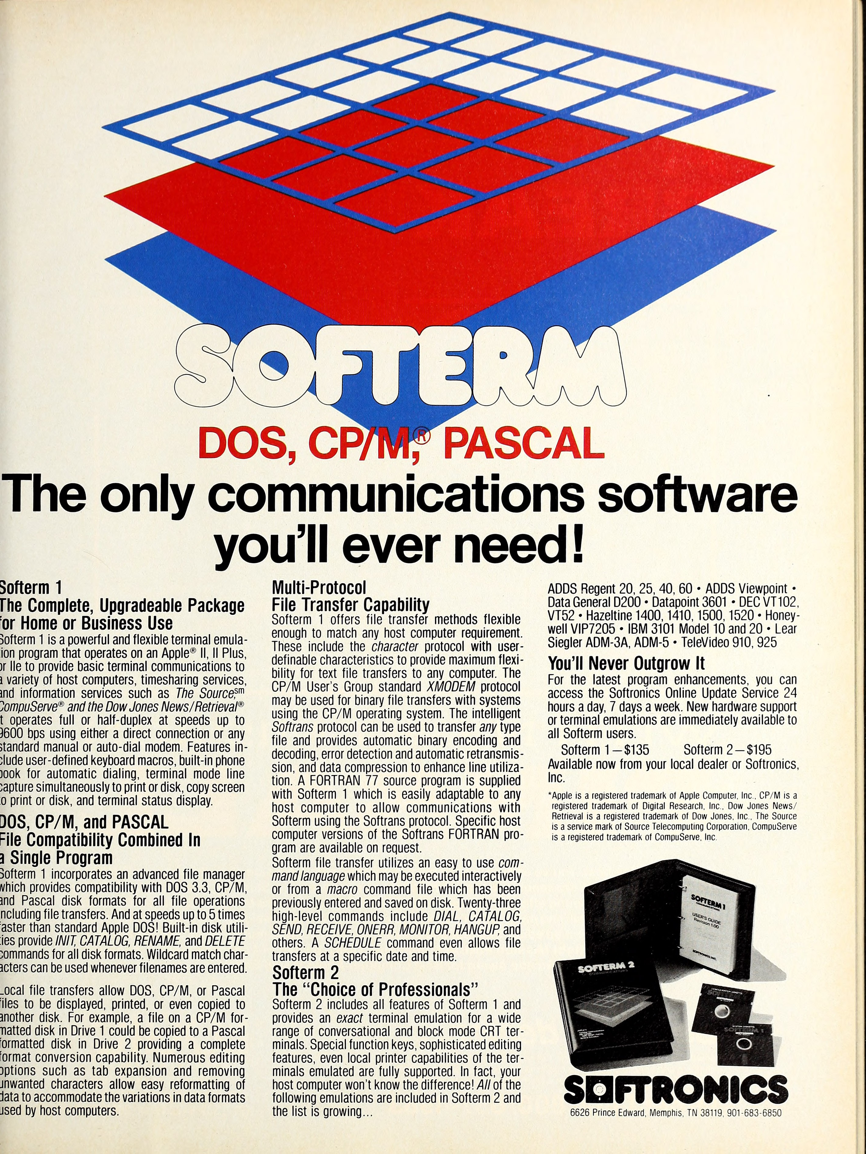 SOFTERM
DOS, CP/M,® PASCAL
The only communications software
you'll ever need!
Softerm 1
The Complete, Upgradeable Package
for Home or Business Use
Softerm 1 is a powerful and flexible terminal emula-
tion program that operates on an Apple® II, II Plus,
or IIe to provide basic terminal communications to
a variety of host computers, timesharing services,
and information services such as The Source,℠
CompuServe® and the Dow Jones News/Retrieval®
It operates full or half-duplex at speeds up to
9600 bps using either a direct connection or any
standard manual or auto-dial modem. Features in-
clude user-defined keyboard macros, built-in phone
book for automatic dialing, terminal mode line
capture simultaneously to print or disk, copy screen
to print or disk, and terminal status display.
DOS, CP/M, and PASCAL
File Compatibility Combined In
a Single Program
Softerm 1 incorporates an advanced file manager
which provides compatibility with DOS 3.3, CP/M,
and Pascal disk formats for all file operations
including file transfers. And at speeds up to 5 times
faster than standard Apple DOS! Built-in disk utili-
ties provide INIT, CATALOG, RENAME, and DELETE
commands for all disk formats. Wildcard match char-
acters can be used whenever filenames are entered.
Local file transfers allow DOS, CP/M, or Pascal
files to be displayed, printed, or even copied to
another disk. For example, a file on a CP/M for-
matted disk in Drive 1 could be copied to a Pascal
formatted disk in Drive 2 providing a complete
format conversion capability. Numerous editing
options such as tab expansion and removing
unwanted characters allow easy reformatting of
data to accommodate the variations in data formats
used by host computers.
Multi-Protocol
File Transfer Capability
Softerm 1 offers file transfer methods flexible
enough to match any host computer requirement.
These include the character protocol with user-
definable characteristics to provide maximum flexi-
bility for text file transfers to any computer. The
CP/M User's Group standard XMODEM protocol
may be used for binary file transfers with systems
using the CP/M operating system. The intelligent
Softrans protocol can be used to transfer any type
file and provides automatic binary encoding and
decoding, error detection and automatic retransmis-
sion, and data compression to enhance line utiliza-
tion. A FORTRAN 77 source program is supplied
with Softerm 1 which is easily adaptable to any
host computer to allow communications with
Softerm using the Softrans protocol. Specific host
computer versions of the Softrans FORTRAN pro-
gram are available on request.
Softerm file transfer utilizes an easy to use com-
mand language which may be executed interactively
or from a macro command file which has been
previously entered and saved on disk. Twenty-three
high-level commands include DIAL, CATALOG,
SEND, RECEIVE, ONERR, MONITOR, HANGUP, and
others. A SCHEDULE command even allows file
transfers at a specific date and time.
Softerm 2
The "Choice of Professionals"
Softerm 2 includes all features of Softerm 1 and
provides an exact terminal emulation for a wide
range of conversational and block mode CRT ter-
minals. Special function keys, sophisticated editing
features, even local printer capabilities of the ter-
minals emulated are fully supported. In fact, your
host computer won't know the difference! All of the
following emulations are included in Softerm 2 and
the list is growing...
ADDS Regent 20, 25, 40, 60 • ADDS Viewpoint •
Data General D200 • Datapoint 3601 • DEC VT102,
VT52 • Hazeltine 1400, 1410, 1500, 1520 • Honey-
well VIP7205 • IBM 3101 Model 10 and 20 • Lear
Siegler ADM-3A, ADM-5 • TeleVideo 910, 925
You'll Never Outgrow It
For the latest program enhancements, you can
access the Softronics Online Update Service 24
hours a day, 7 days a week. New hardware support
or terminal emulations are immediately available to
all Softerm users.
Softerm 1—$135 Softerm 2—$195
Available now from your local dealer or Softronics,
Inc.
*Apple is a registered trademark of Apple Computer, Inc., CP/M is a
registered trademark of Digital Research, Inc., Dow Jones News/
Retrieval is a registered trademark of Dow Jones, Inc., The Source
is a service mark of Source Telecomputing Corporation, CompuServe
is a registered trademark of CompuServe, Inc.
SOFTERM 1
USER'S GUIDE
SOFTERM 2
SOFTRONICS
6626 Prince Edward, Memphis, TN 38119, 901-683-6850